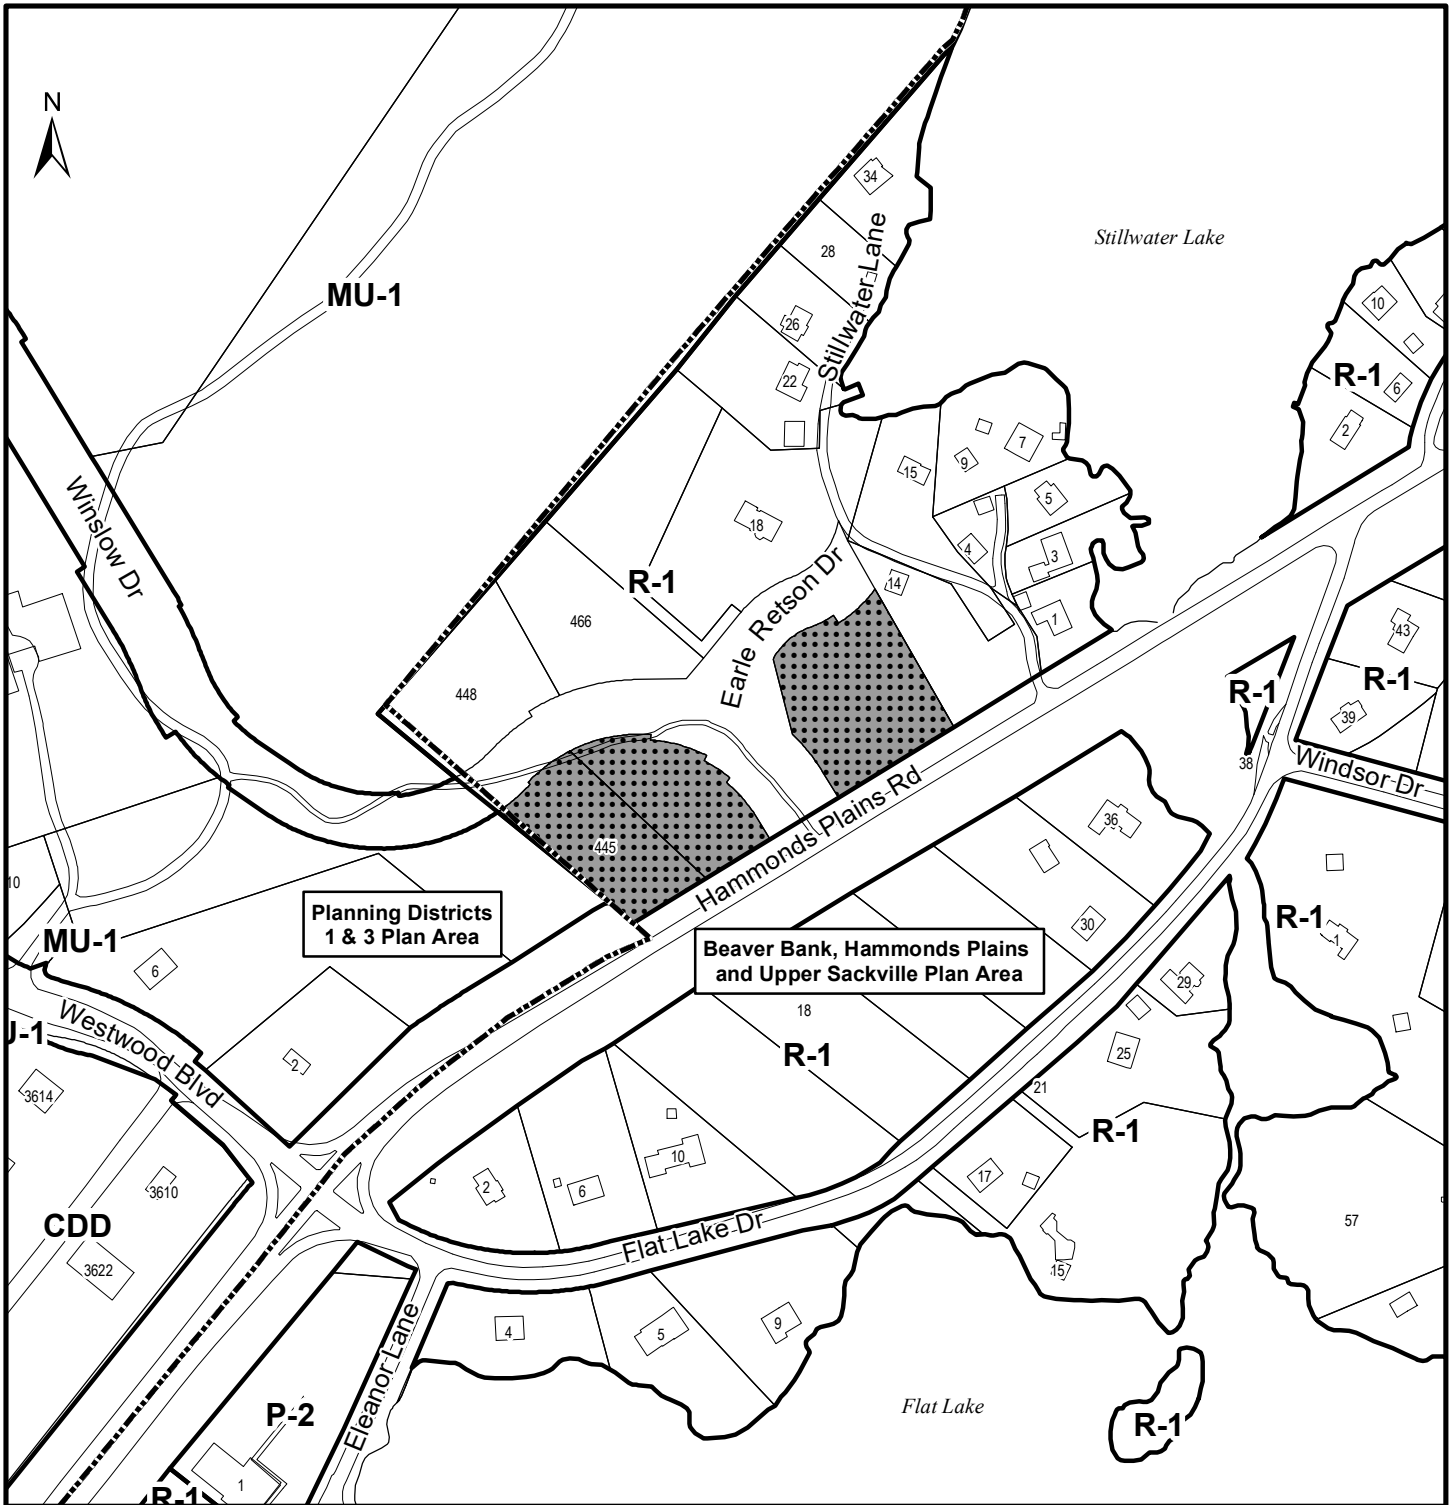 N
34
Stillwater Lake
28
Stillwater Lane
MU-1
26
10
22
R-1
6
2
15
9
7
5
Winslow Dr
18
4
3
R-1
14
Earle Retson Dr
466
1
43
448
R-1
R-1
39
38
Windsor Dr
36
445
Hammonds Plains Rd
10
Planning Districts
1 & 3 Plan Area
30
R-1
1
MU-1
6
Beaver Bank, Hammonds Plains
and Upper Sackville Plan Area
29
18
J-1
Westwood Blvd
R-1
25
2
21
3614
R-1
10
17
2
6
3610
57
CDD
Flat Lake Dr
3622
15
4
5
9
Eleanor Lane
P-2
Flat Lake
R-1
1
R-1